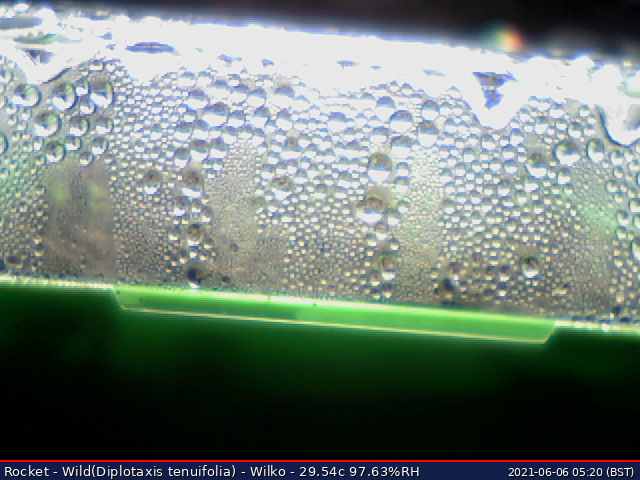 Rocket - Wild(Diplotaxis tenuifolia) - Wilko - 29.54c 97.63%RH
2021-06-06 05:20 (BST)